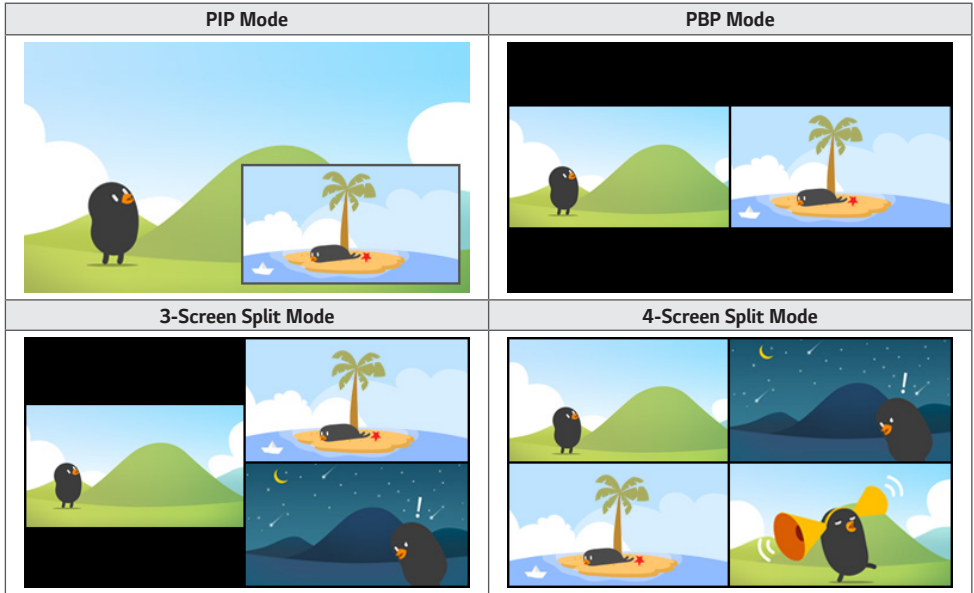 PIP Mode
PBP Mode
3-Screen Split Mode
4-Screen Split Mode